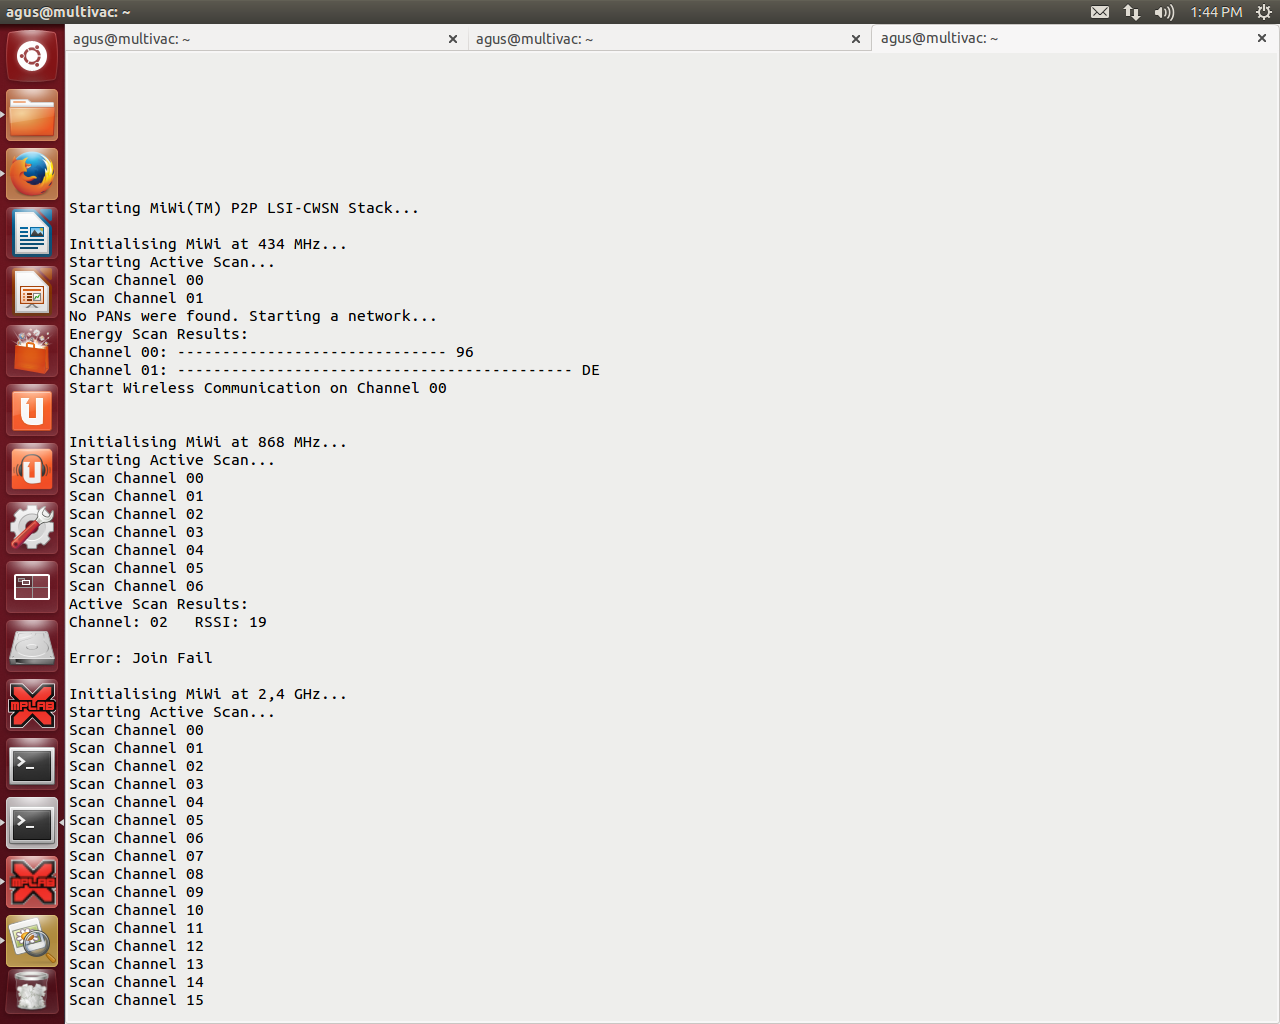 agus@multivac: ~
1:44 PM
agus@multivac: ~
agus@multivac: ~
agus@multivac: ~
Starting MiWi(TM) P2P LSI-CWSN Stack...
Initialising MiWi at 434 MHz...
Starting Active Scan...
Scan Channel 00
Scan Channel 01
No PANs were found. Starting a network...
Energy Scan Results:
Channel 00: ------------------------------ 96
Channel 01: -------------------------------------------- DE
Start Wireless Communication on Channel 00
Initialising MiWi at 868 MHz...
Starting Active Scan...
Scan Channel 00
Scan Channel 01
Scan Channel 02
Scan Channel 03
Scan Channel 04
Scan Channel 05
Scan Channel 06
Active Scan Results:
Channel: 02   RSSI: 19
Error: Join Fail
Initialising MiWi at 2,4 GHz...
Starting Active Scan...
Scan Channel 00
Scan Channel 01
Scan Channel 02
Scan Channel 03
Scan Channel 04
Scan Channel 05
Scan Channel 06
Scan Channel 07
Scan Channel 08
Scan Channel 09
Scan Channel 10
Scan Channel 11
Scan Channel 12
Scan Channel 13
Scan Channel 14
Scan Channel 15
MPLAB
MPLAB